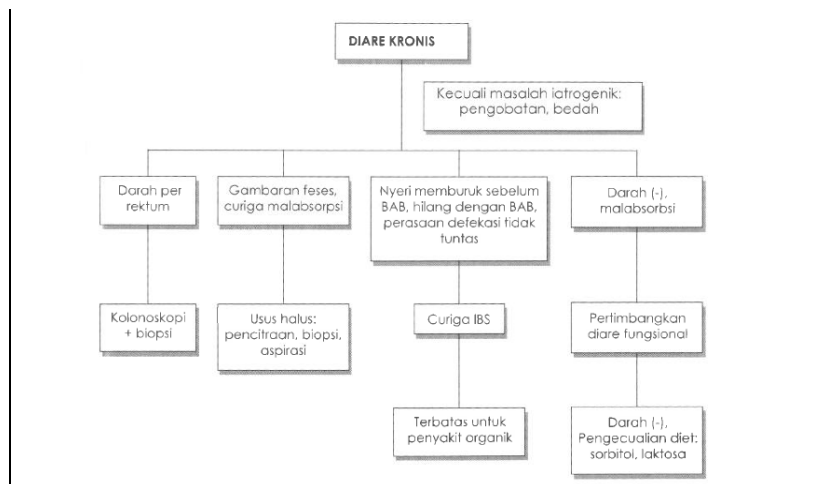 DIARE KRONIS
Kecuali masalah iatrogenik:
pengobatan, bedah
Darah per
rektum
Gambaran feses,
curiga malabsorpsi
Nyeri memburuk sebelum
BAB, hilang dengan BAB,
perasaan defekasi tidak
tuntas
Darah (-),
malabsorbsi
Kolonoskopi
+ biopsi
Usus halus:
pencitraan, biopsi,
aspirasi
Curiga IBS
Pertimbangkan
diare fungsional
Terbatas untuk
penyakit organik
Darah (-),
Pengecualian diet:
sorbitol, laktosa